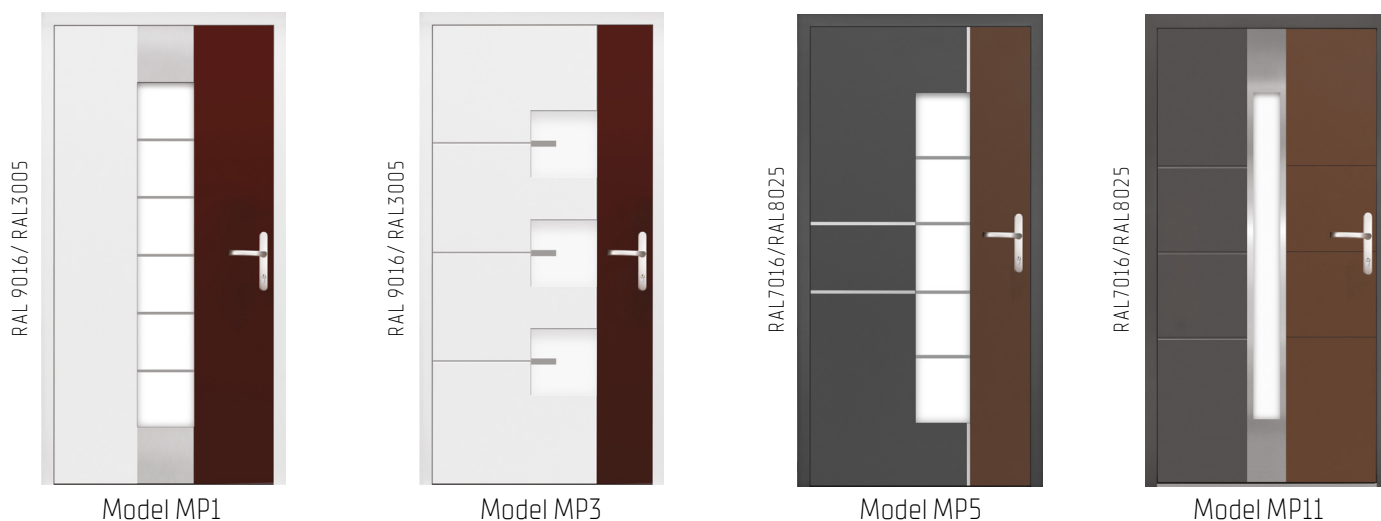 RAL 9016/ RAL3005
Model MP1
RAL 9016/ RAL3005
Model MP3
RAL7016/RAL8025
Model MP5
RAL7016/RAL8025
Model MP11